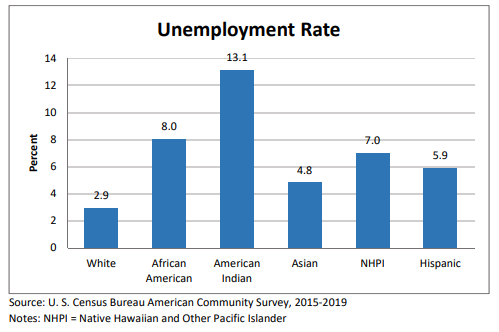 Unemployment Rate
14
12
10
8
6
4
2
0
Percent
2.9
8.0
13.1
4.8
7.0
5.9
White
African
American
American
Indian
Asian
NHPI
Hispanic
Source: U. S. Census Bureau American Community Survey, 2015-2019
Notes: NHPI = Native Hawaiian and Other Pacific Islander